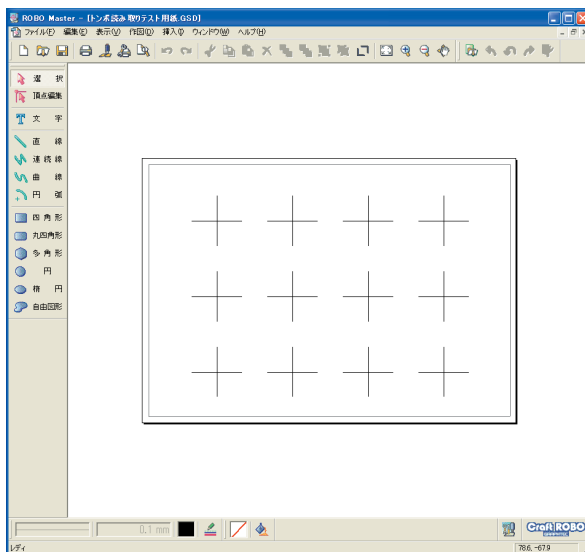 ROBO Master - [トンボ読み取りテスト用紙.GSD]
ファイル(F) 編集(E) 表示(V) 作図(D) 挿入(I) ウィンドウ(W) ヘルプ(H)
選 択
頂点編集
文 字
直 線
連 続 線
曲 線
円 弧
四 角 形
丸四角形
多 角 形
円
楕 円
自由図形
0.1 mm
Craft ROBO
レディ 78.6, -67.9